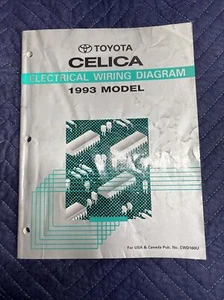 TOYOTA
CELICA
ELECTRICAL WIRING DIAGRAM
1993 MODEL
For USA & Canada Pub. No. EWD160U